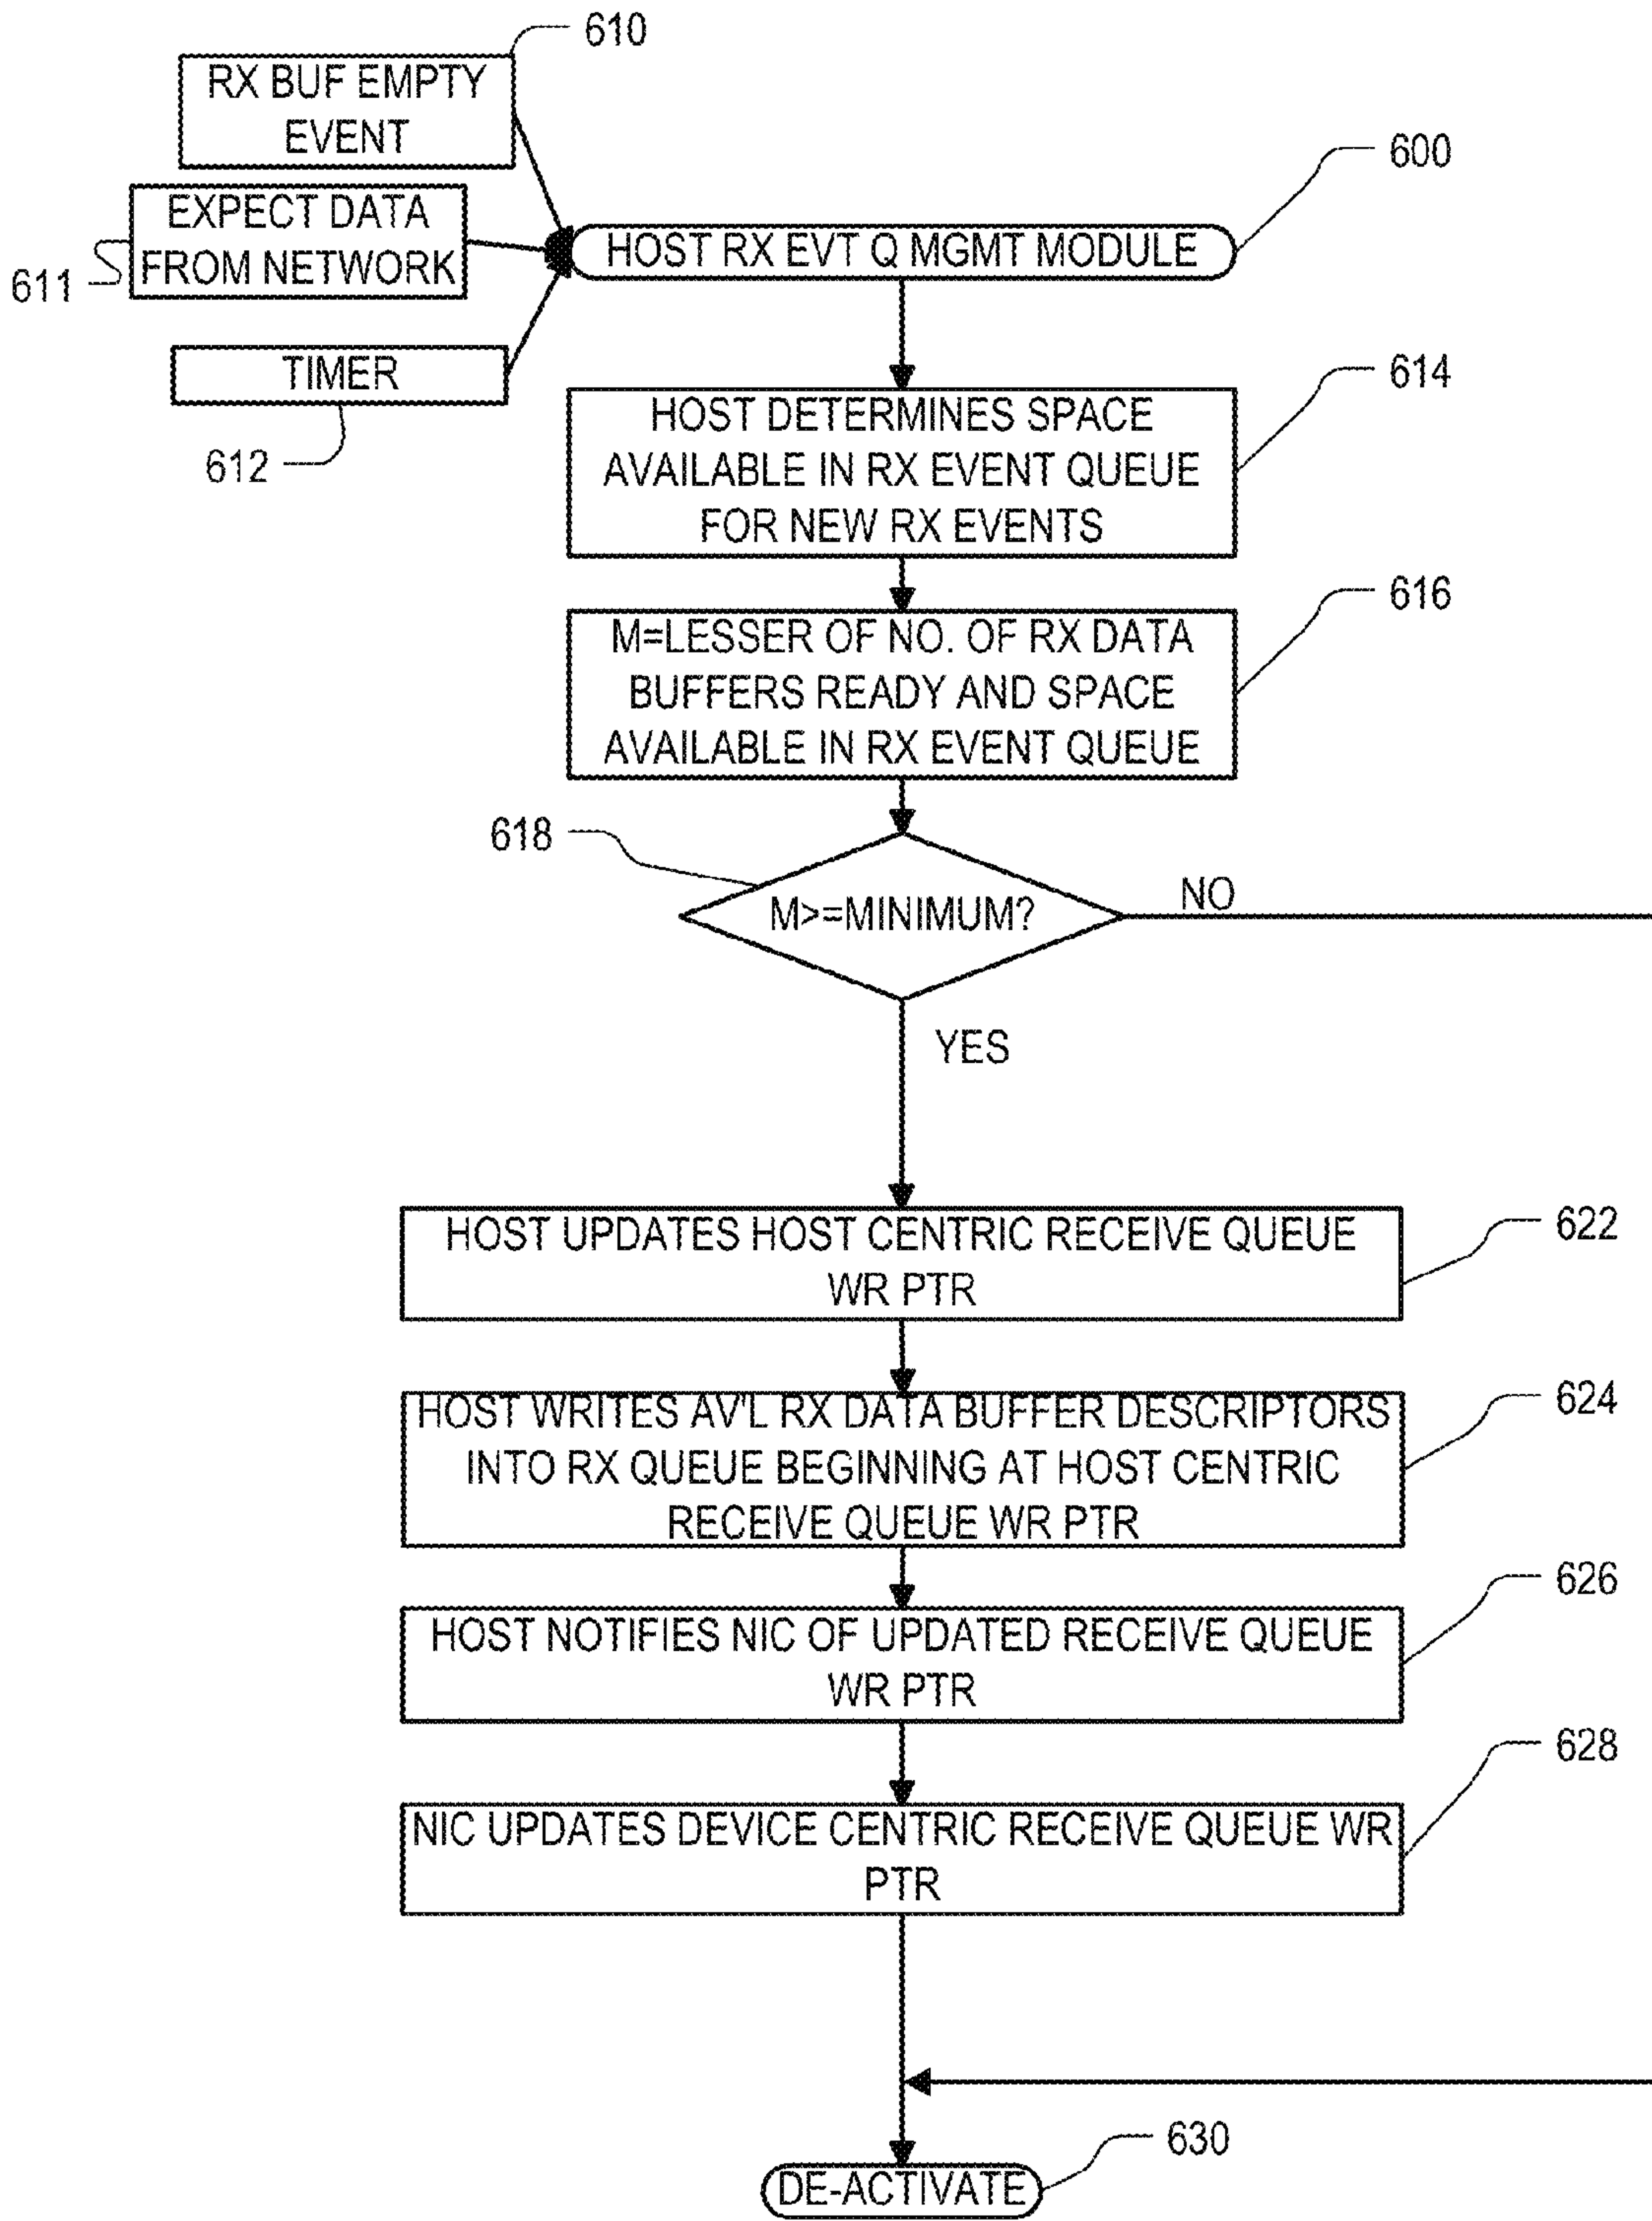 610
RX BUF EMPTY
EVENT
600
EXPECT DATA
FROM NETWORK
611
HOST RX EVT Q MGMT MODULE
TIMER
612
614
HOST DETERMINES SPACE
AVAILABLE IN RX EVENT QUEUE
FOR NEW RX EVENTS
616
M=LESSER OF NO. OF RX DATA
BUFFERS READY AND SPACE
AVAILABLE IN RX EVENT QUEUE
618
M>=MINIMUM?
NO
YES
622
HOST UPDATES HOST CENTRIC RECEIVE QUEUE
WR PTR
624
HOST WRITES AV'L RX DATA BUFFER DESCRIPTORS
INTO RX QUEUE BEGINNING AT HOST CENTRIC
RECEIVE QUEUE WR PTR
626
HOST NOTIFIES NIC OF UPDATED RECEIVE QUEUE
WR PTR
628
NIC UPDATES DEVICE CENTRIC RECEIVE QUEUE WR
PTR
630
DE-ACTIVATE